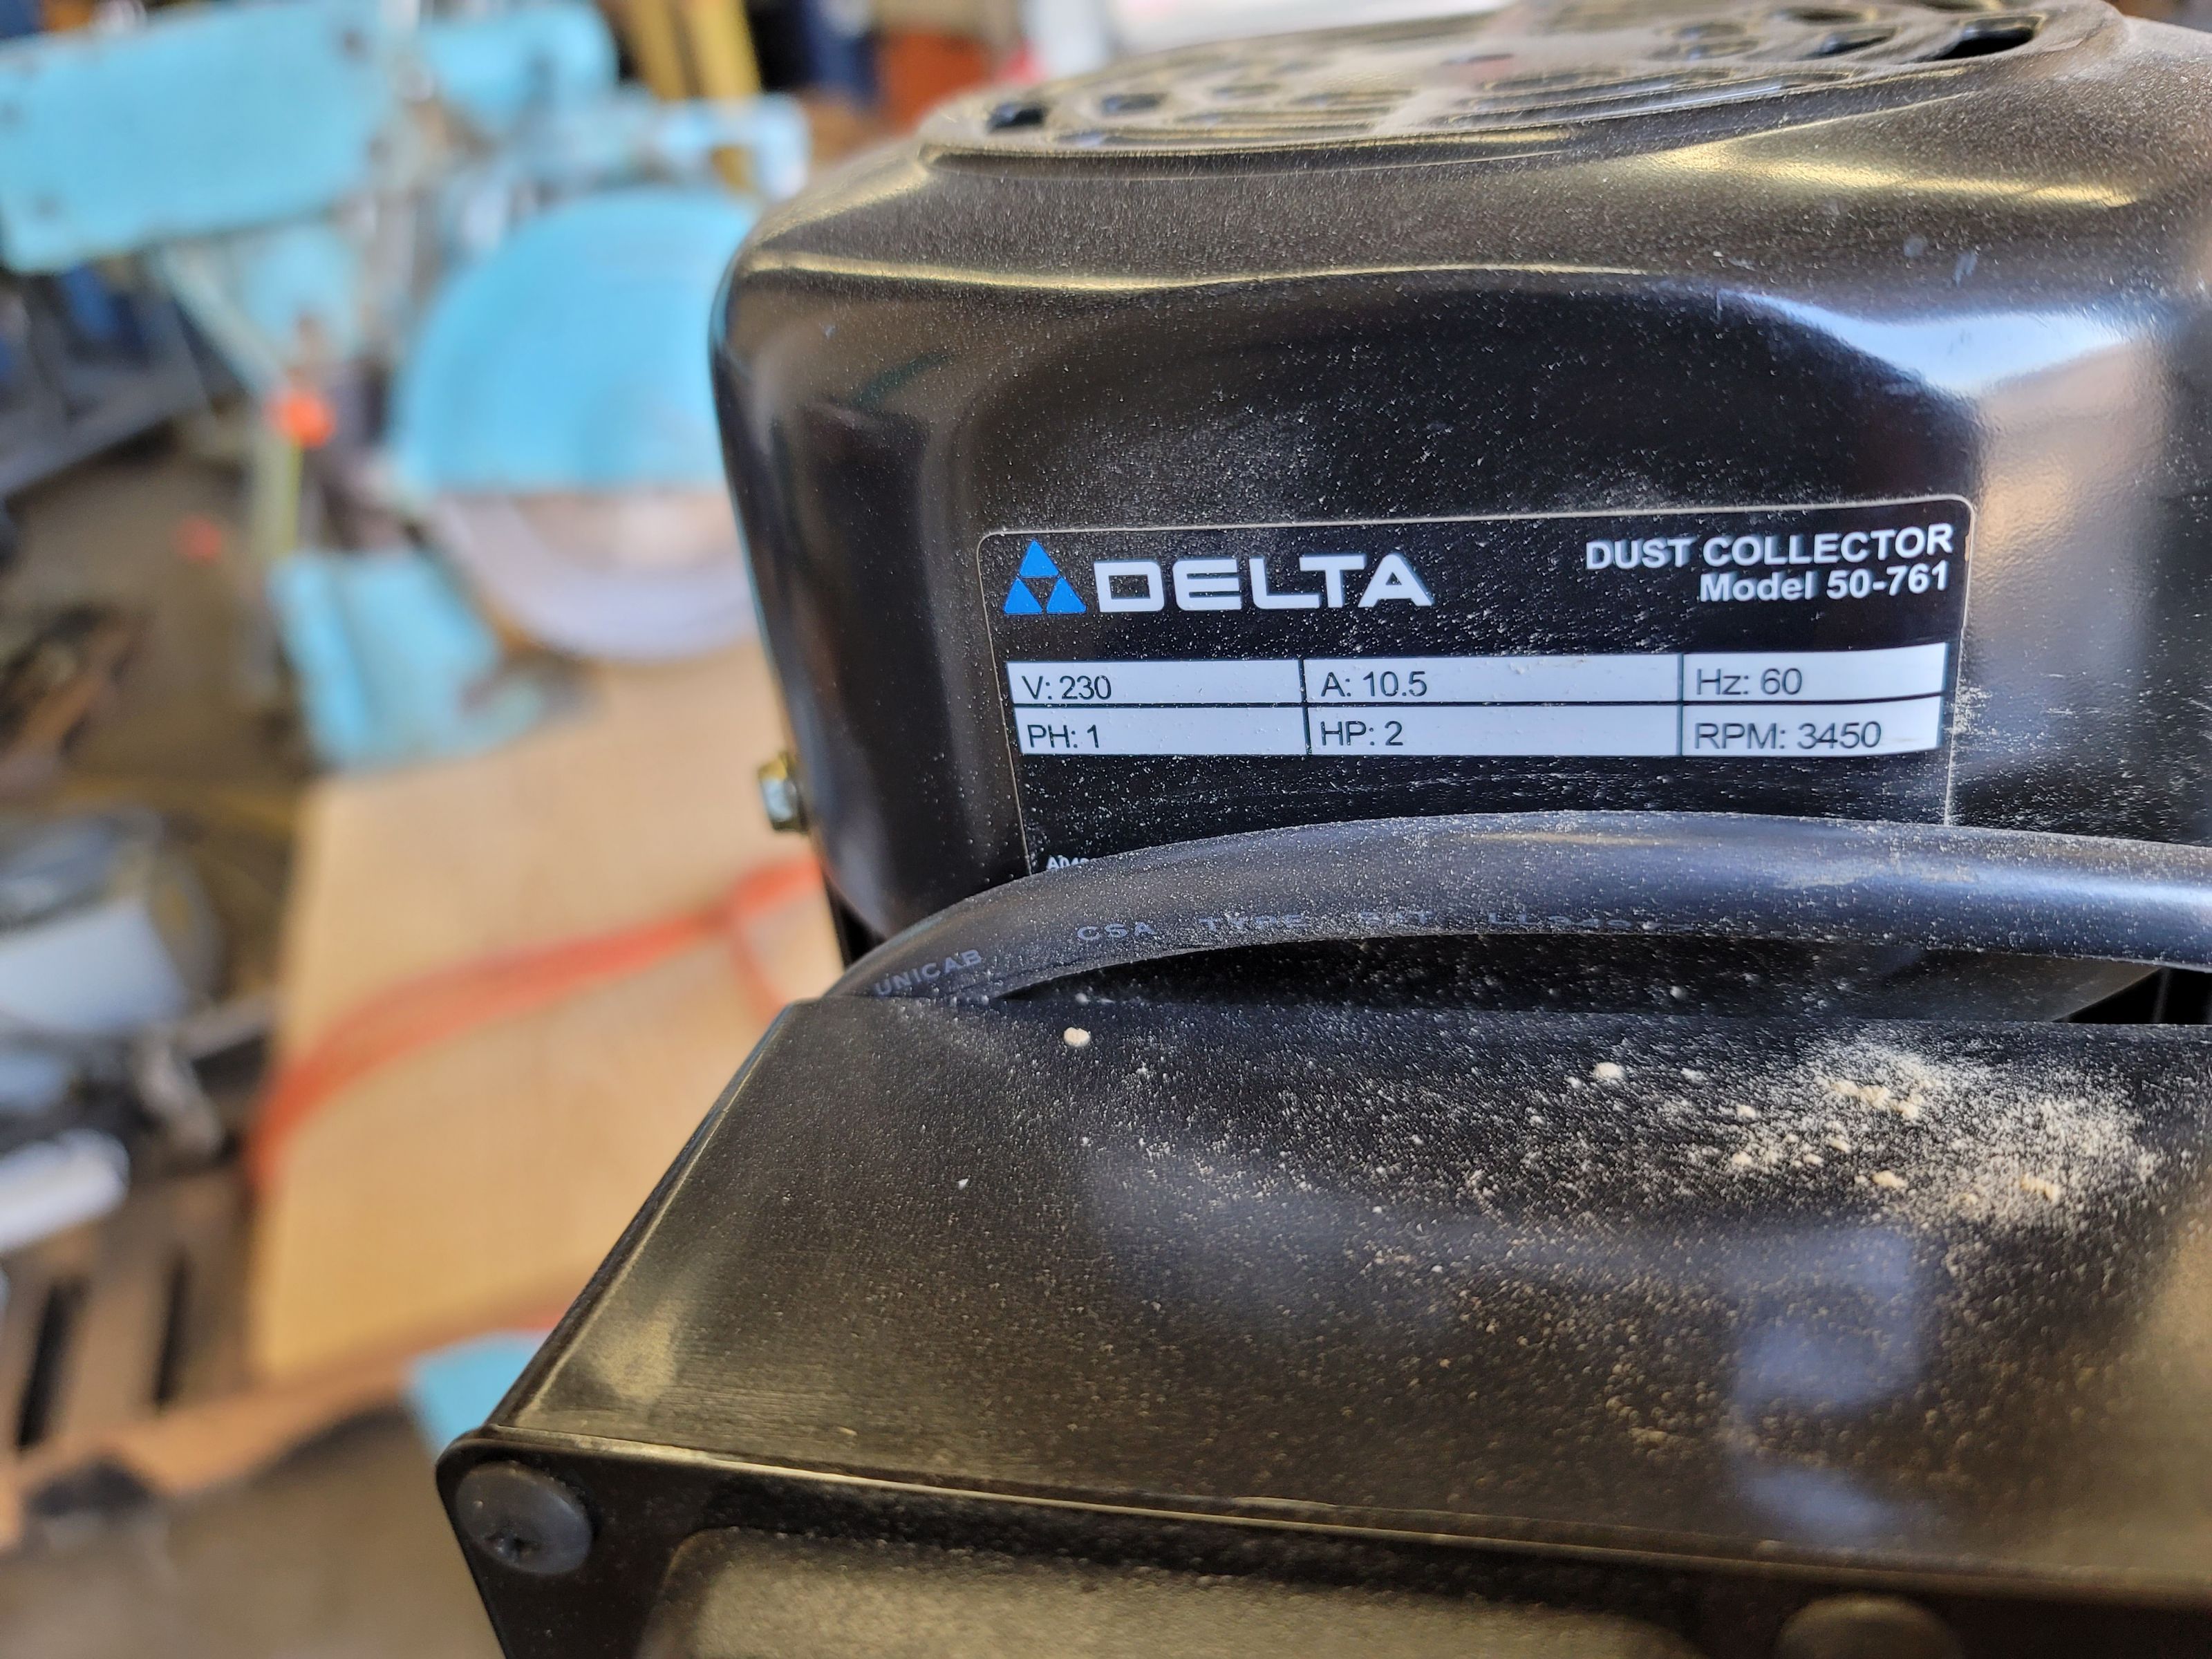 DELTA
DUST COLLECTOR
Model 50-761
V: 230 A: 10.5 Hz: 60
PH: 1 HP: 2 RPM: 3450
UNICAB CSA TYPE